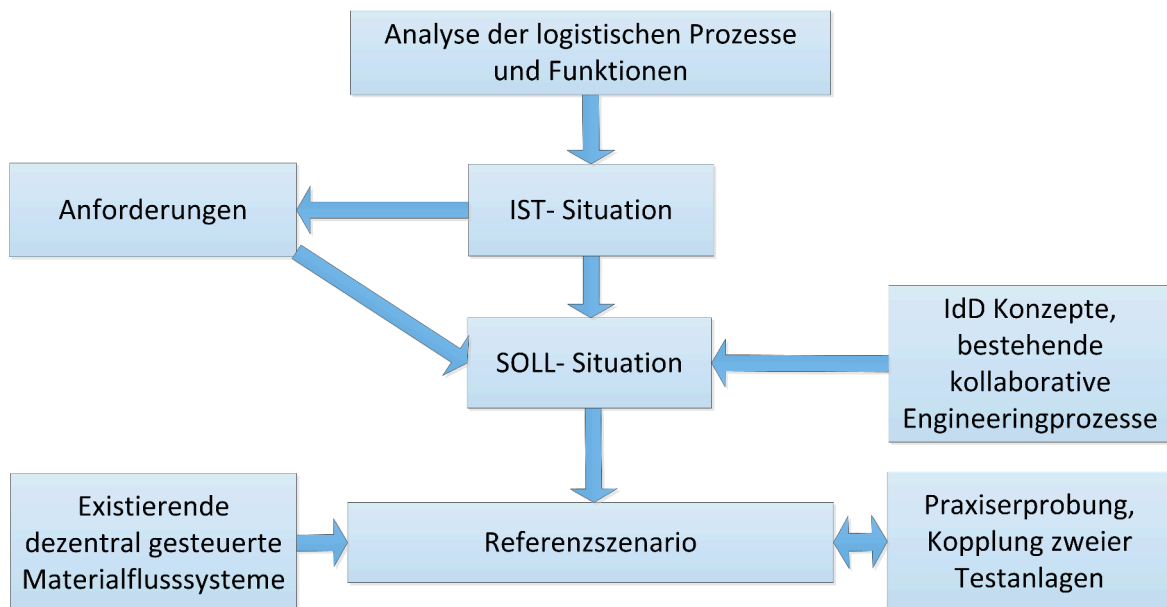 Analyse der logistischen Prozesse
und Funktionen
Anforderungen
IST- Situation
SOLL- Situation
IdD Konzepte,
bestehende
kollaborative
Engineeringprozesse
Existierende
dezentral gesteuerte
Materialflusssysteme
Referenzszenario
Praxiserprobung,
Kopplung zweier
Testanlagen